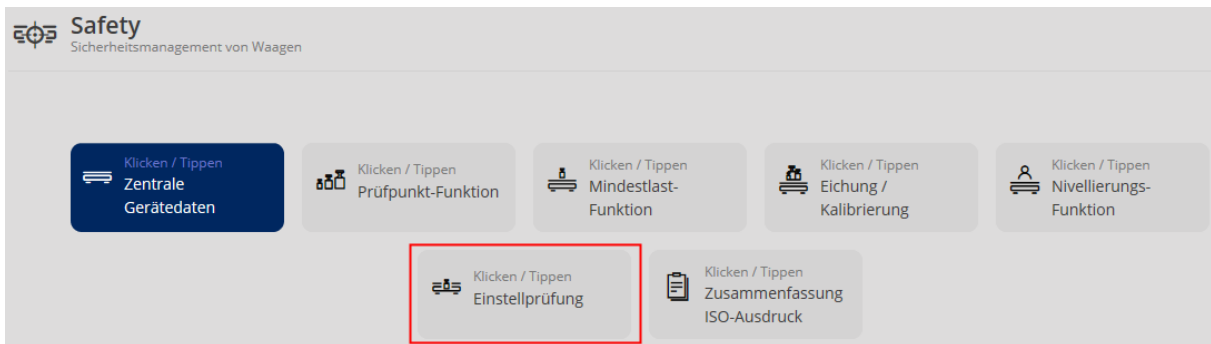 Safety
Sicherheitsmanagement von Waagen
Klicken / Tippen
Zentrale
Gerätedaten
Klicken / Tippen
Prüfpunkt-Funktion
Klicken / Tippen
Mindestlast-
Funktion
Klicken / Tippen
Eichung /
Kalibrierung
Klicken / Tippen
Nivellierungs-
Funktion
Klicken / Tippen
Einstellprüfung
Klicken / Tippen
Zusammenfassung
ISO-Ausdruck